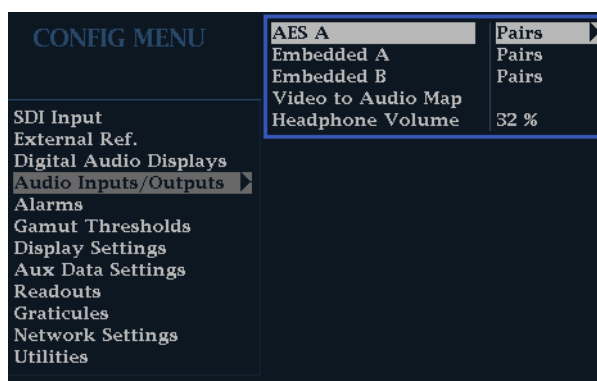 CONFIG MENU
SDI Input
External Ref.
Digital Audio Displays
Audio Inputs/Outputs
Alarms
Gamut Thresholds
Display Settings
Aux Data Settings
Readouts
Graticules
Network Settings
Utilities
AES A Pairs
Embedded A Pairs
Embedded B Pairs
Video to Audio Map
Headphone Volume 32 %